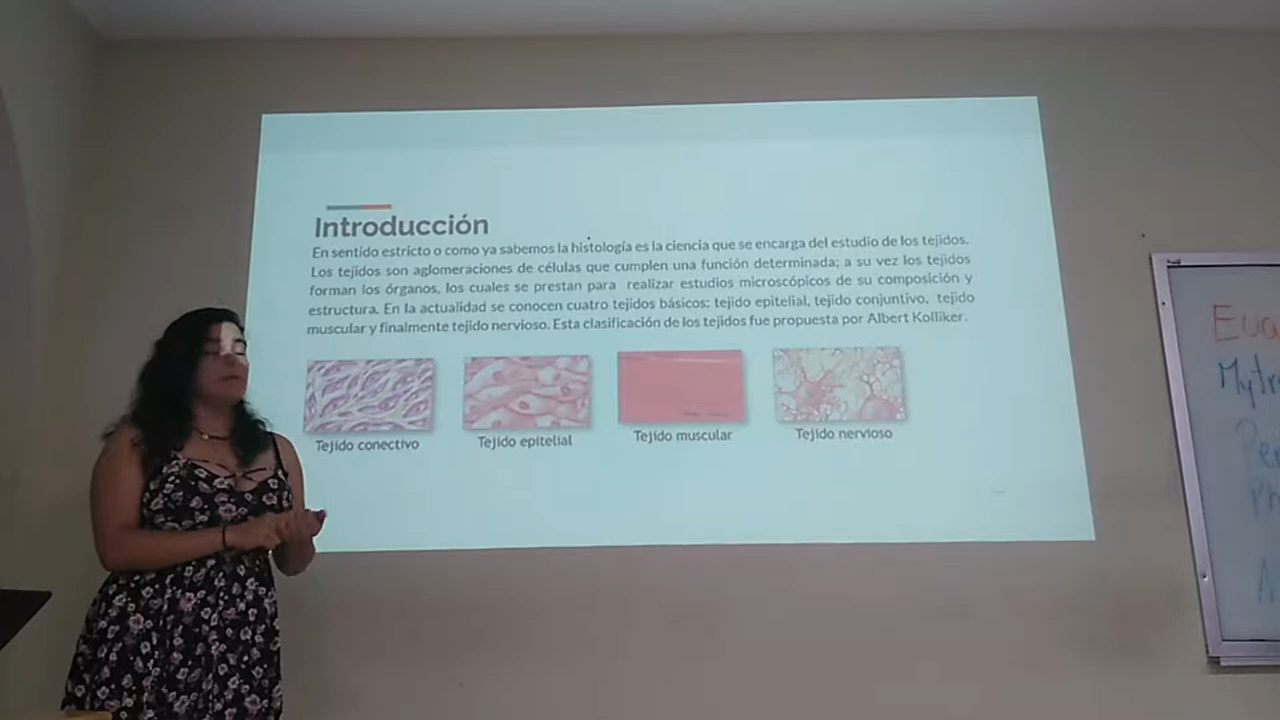 Introducción
En sentido estricto o como ya sabemos la histología es la ciencia que se encarga del estudio de los tejidos.
Los tejidos son aglomeraciones de células que cumplen una función determinada; a su vez los tejidos
forman los órganos, los cuales se prestan para realizar estudios microscópicos de su composición y
estructura. En la actualidad se conocen cuatro tejidos básicos: tejido epitelial, tejido conjuntivo, tejido
muscular y finalmente tejido nervioso. Esta clasificación de los tejidos fue propuesta por Albert Kolliker.
Tejido conectivo
Tejido epitelial
Tejido muscular
Tejido nervioso